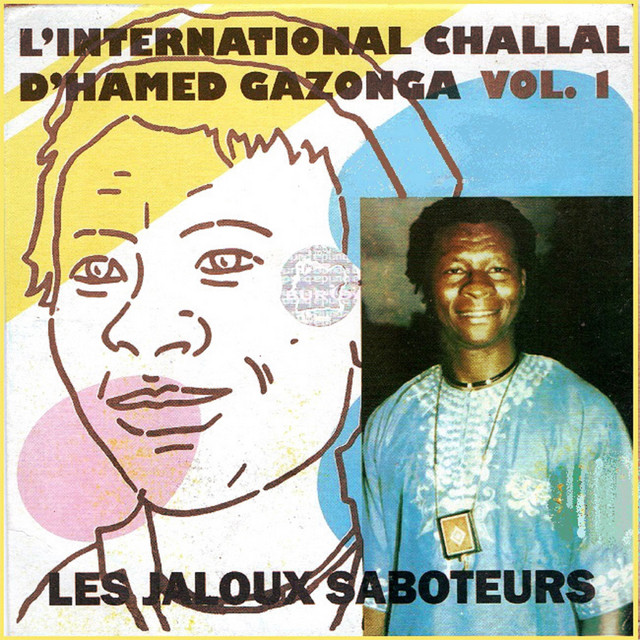 L'INTERNATIONAL CHALLAL
D'HAMED GAZONGA VOL. 1
LES JALOUX SABOTEURS